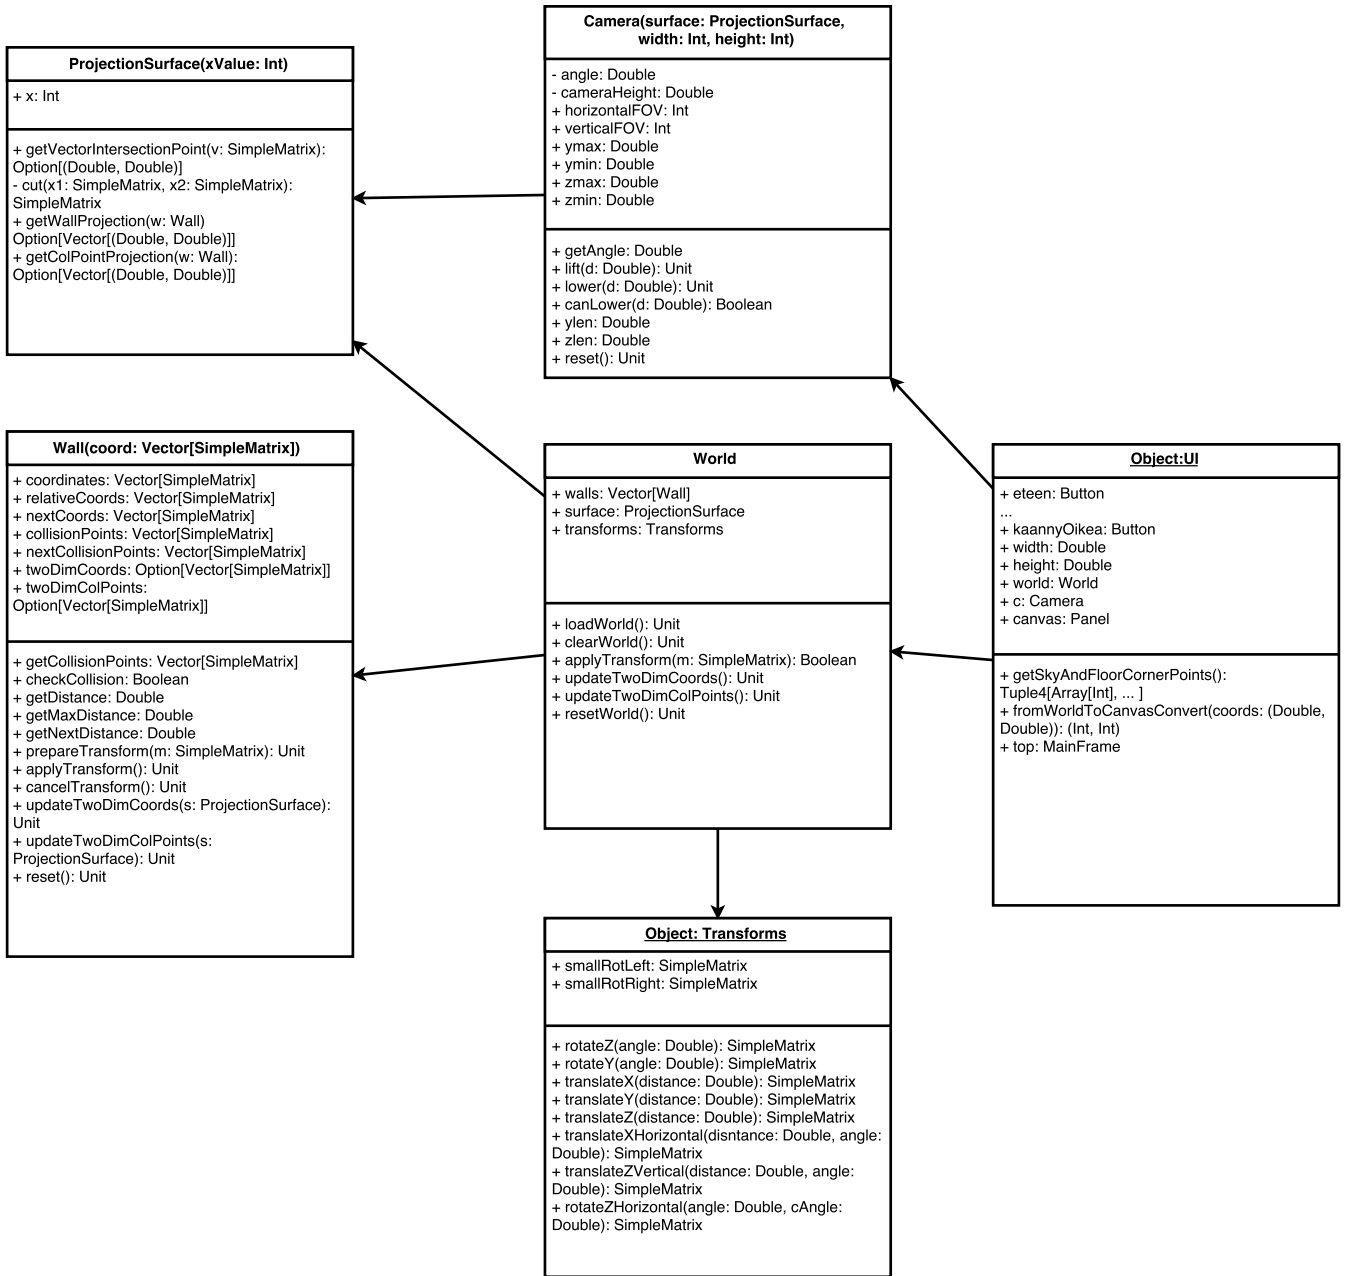 Camera(surface: ProjectionSurface,
width: Int, height: Int)
- angle: Double
- cameraHeight: Double
+ horizontalFOV: Int
+ verticalFOV: Int
+ ymax: Double
+ ymin: Double
+ zmax: Double
+ zmin: Double
+ getAngle: Double
+ lift(d: Double): Unit
+ lower(d: Double): Unit
+ canLower(d: Double): Boolean
+ ylen: Double
+ zlen: Double
+ reset(): Unit
ProjectionSurface(xValue: Int)
+ x: Int
+ getVectorIntersectionPoint(v: SimpleMatrix):
Option[(Double, Double)]
- cut(x1: SimpleMatrix, x2: SimpleMatrix):
SimpleMatrix
+ getWallProjection(w: Wall)
Option[Vector[(Double, Double)]]
+ getColPointProjection(w: Wall):
Option[Vector[(Double, Double)]]
Wall(coord: Vector[SimpleMatrix])
+ coordinates: Vector[SimpleMatrix]
+ relativeCoords: Vector[SimpleMatrix]
+ nextCoords: Vector[SimpleMatrix]
+ collisionPoints: Vector[SimpleMatrix]
+ nextCollisionPoints: Vector[SimpleMatrix]
+ twoDimCoords: Option[Vector[SimpleMatrix]]
+ twoDimColPoints:
Option[Vector[SimpleMatrix]]
+ getCollisionPoints: Vector[SimpleMatrix]
+ checkCollision: Boolean
+ getDistance: Double
+ getMaxDistance: Double
+ getNextDistance: Double
+ prepareTransform(m: SimpleMatrix): Unit
+ applyTransform(): Unit
+ cancelTransform(): Unit
+ updateTwoDimCoords(s: ProjectionSurface):
Unit
+ updateTwoDimColPoints(s:
ProjectionSurface): Unit
+ reset(): Unit
World
+ walls: Vector[Wall]
+ surface: ProjectionSurface
+ transforms: Transforms
+ loadWorld(): Unit
+ clearWorld(): Unit
+ applyTransform(m: SimpleMatrix): Boolean
+ updateTwoDimCoords(): Unit
+ updateTwoDimColPoints(): Unit
+ resetWorld(): Unit
Object:UI
+ eteen: Button
...
+ kaannyOikea: Button
+ width: Double
+ height: Double
+ world: World
+ c: Camera
+ canvas: Panel
+ getSkyAndFloorCornerPoints():
Tuple4[Array[Int], ... ]
+ fromWorldToCanvasConvert(coords: (Double,
Double)): (Int, Int)
+ top: MainFrame
Object: Transforms
+ smallRotLeft: SimpleMatrix
+ smallRotRight: SimpleMatrix
+ rotateZ(angle: Double): SimpleMatrix
+ rotateY(angle: Double): SimpleMatrix
+ translateX(distance: Double): SimpleMatrix
+ translateY(distance: Double): SimpleMatrix
+ translateZ(distance: Double): SimpleMatrix
+ translateXHorizontal(disntance: Double, angle:
Double): SimpleMatrix
+ translateZVertical(distance: Double, angle:
Double): SimpleMatrix
+ rotateZHorizontal(angle: Double, cAngle:
Double): SimpleMatrix